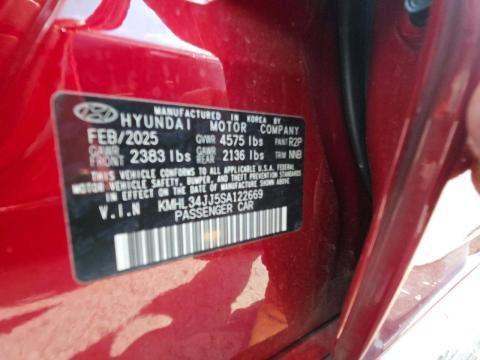 MANUFACTURED IN KOREA BY
HYUNDAI MOTOR COMPANY
FEB/2025 GVWR 4575 lbs PAINT R2P
GAWR FRONT 2383 lbs GAWR REAR 2136 lbs TRIM NNB
THIS VEHICLE CONFORMS TO ALL APPLICABLE U.S.A. FEDERAL
MOTOR VEHICLE SAFETY, BUMPER, AND THEFT PREVENTION STANDARDS
IN EFFECT ON THE DATE OF MANUFACTURE SHOWN ABOVE.
V.I.N KMHL34JJ5SA122669
PASSENGER CAR